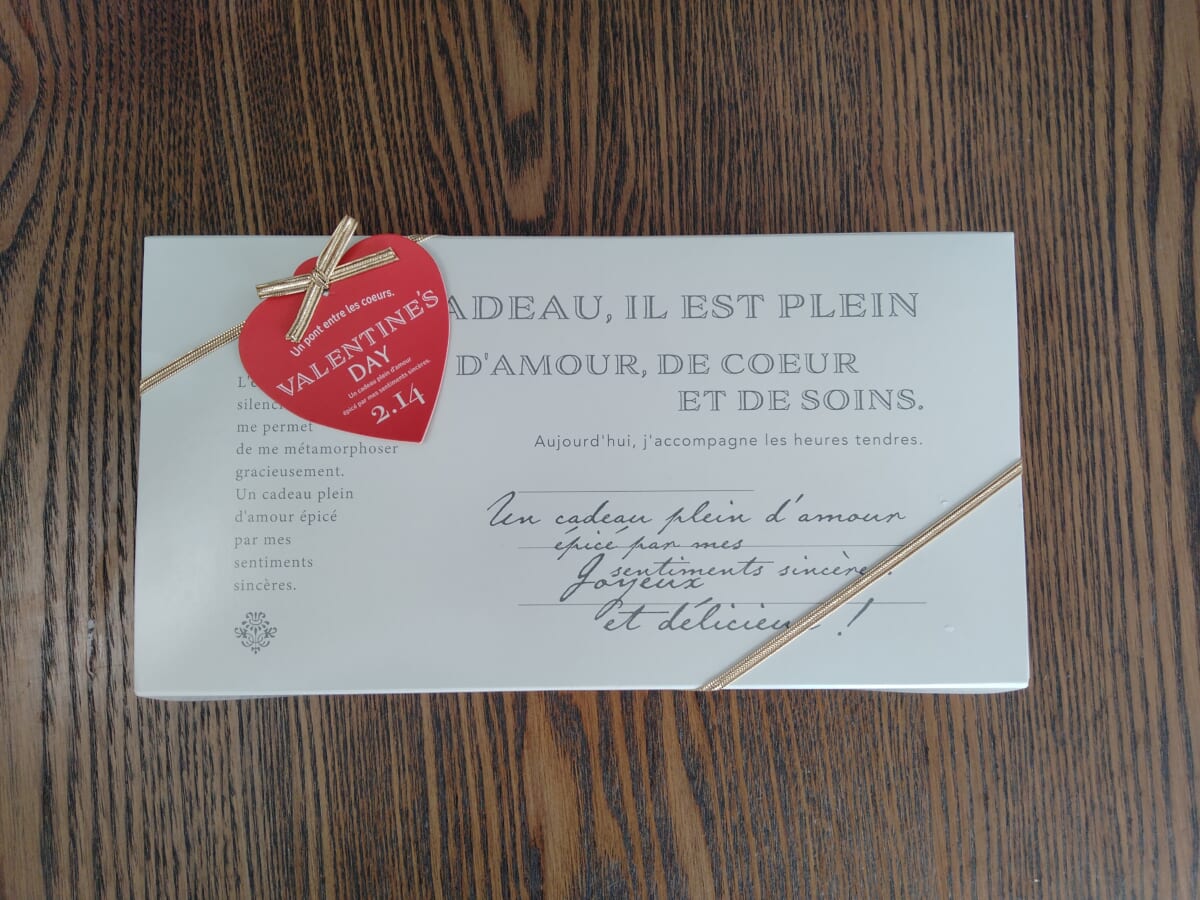 Un pont entre les coeurs.
VALENTINE'S
DAY
Un cadeau plein d'amour
épicé par mes sentiments sincères.
2.14
ADEAU, IL EST PLEIN
D'AMOUR, DE COEUR
ET DE SOINS.
Aujourd'hui, j'accompagne les heures tendres.
me permet
de me métamorphoser
gracieusement.
Un cadeau plein
d'amour épicé
par mes
sentiments
sincères.
Un cadeau plein d'amour
épicé par mes
sentiments sincères.
Joyeux
et délicieux !